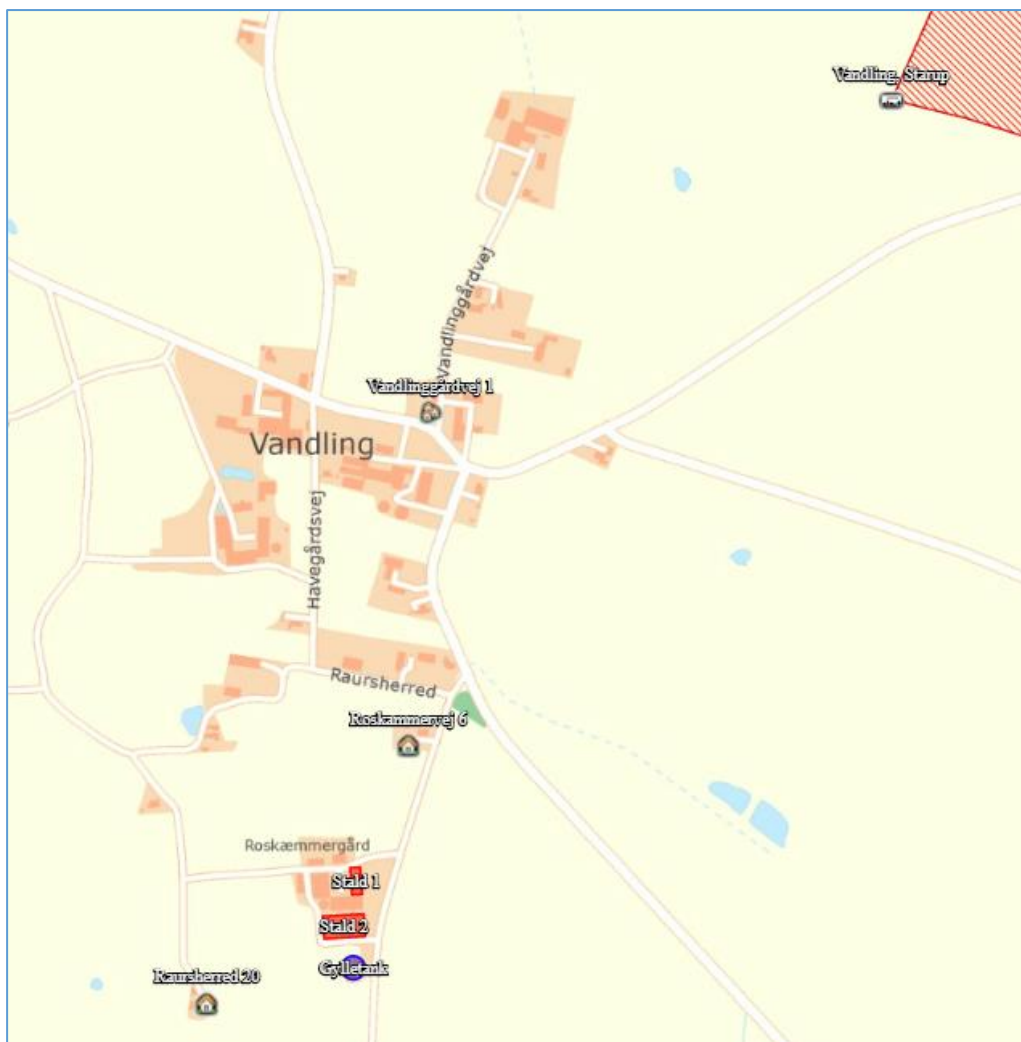 Vandling, Starup
Vandlinggårdvej
Vandlinggårdvej 1
Vandling
Havegårdsvej
Raursherred
Roskammervej 6
Roskæmmergård
Stald 1
Stald 2
Gylletank
Raursherred 20